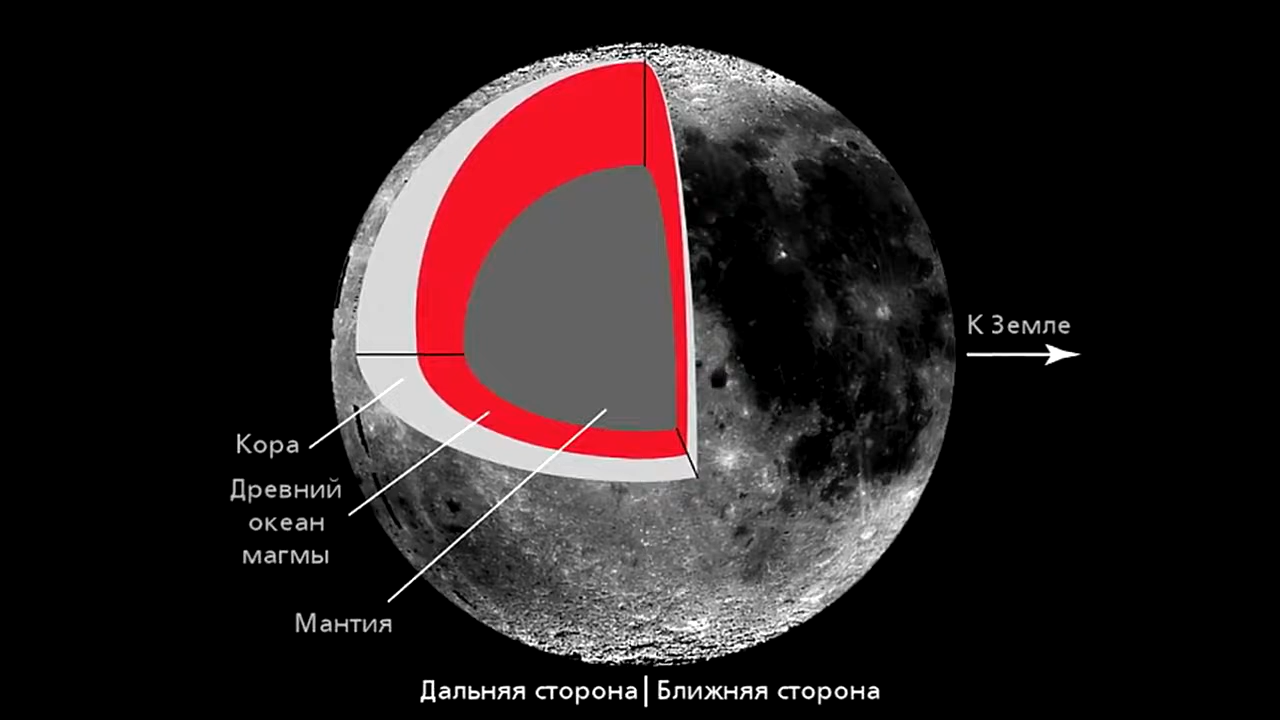 К Земле
Кора
Древний
океан
магмы
Мантия
Дальняя сторона|Ближняя сторона